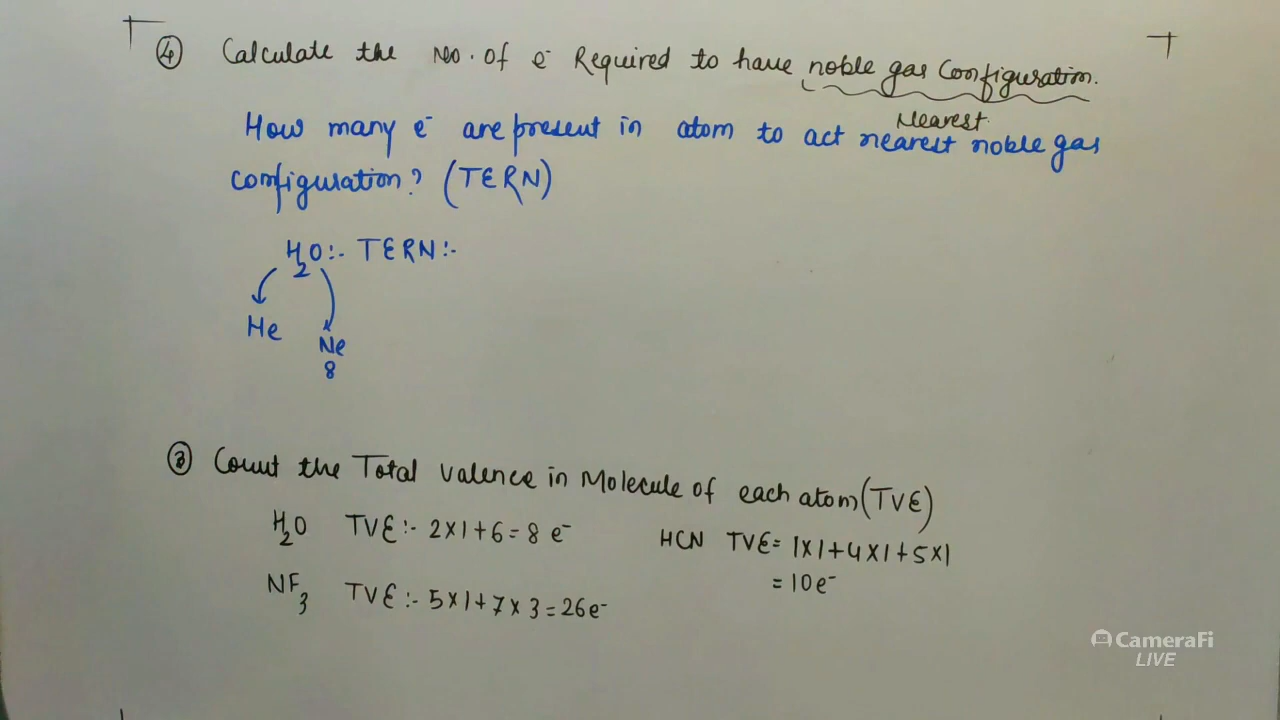 ④ Calculate the No. of e⁻ Required to have noble gas Configuration.
Nearest
How many e⁻ are present in atom to act nearest noble gas
configuration? (TERN)
H₂O:- TERN:-
He
Ne
8
③ Count the Total Valence in Molecule of each atom (TVE)
H₂O TVE:- 2×1+6=8 e⁻
HCN TVE= 1×1+4×1+5×1
=10e⁻
NF₃ TVE:- 5×1+7×3=26e⁻
CameraFi
LIVE